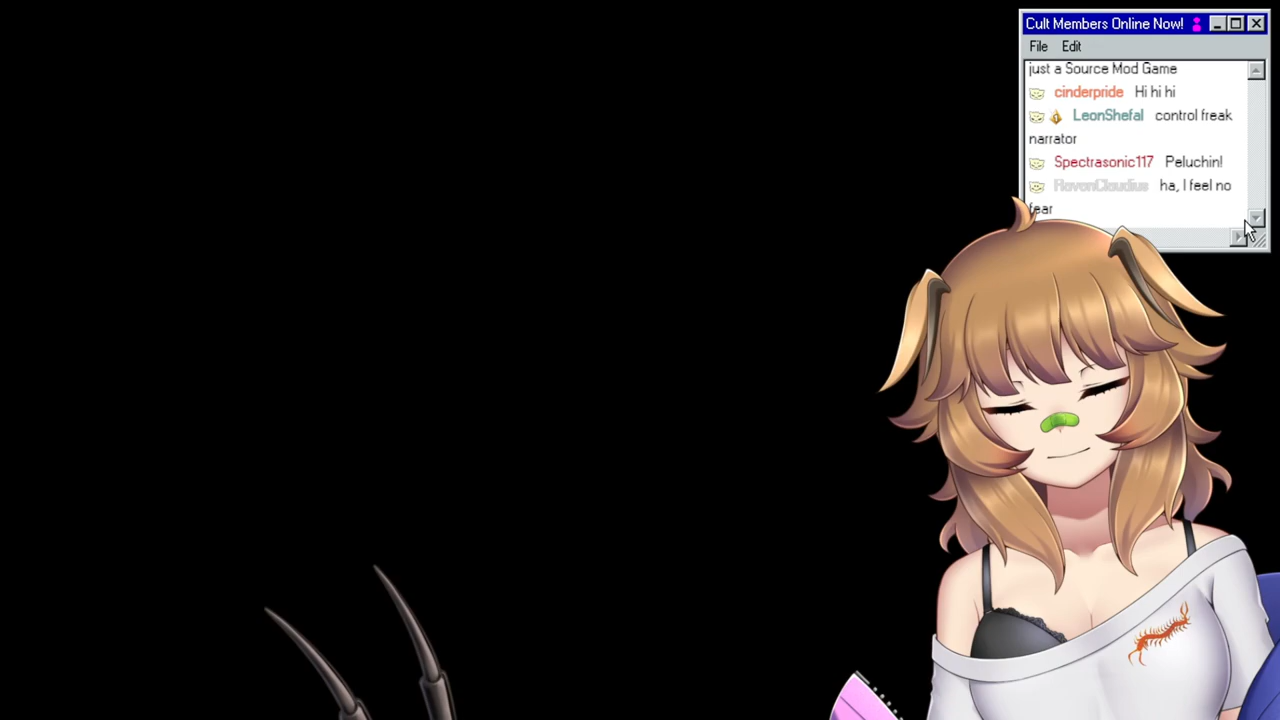 Cult Members Online Now!
File Edit
just a Source Mod Game
cinderpride Hi hi hi
LeonShefal control freak
narrator
Spectrasonic117 Peluchin!
RavonClaudius ha, I feel no
fear